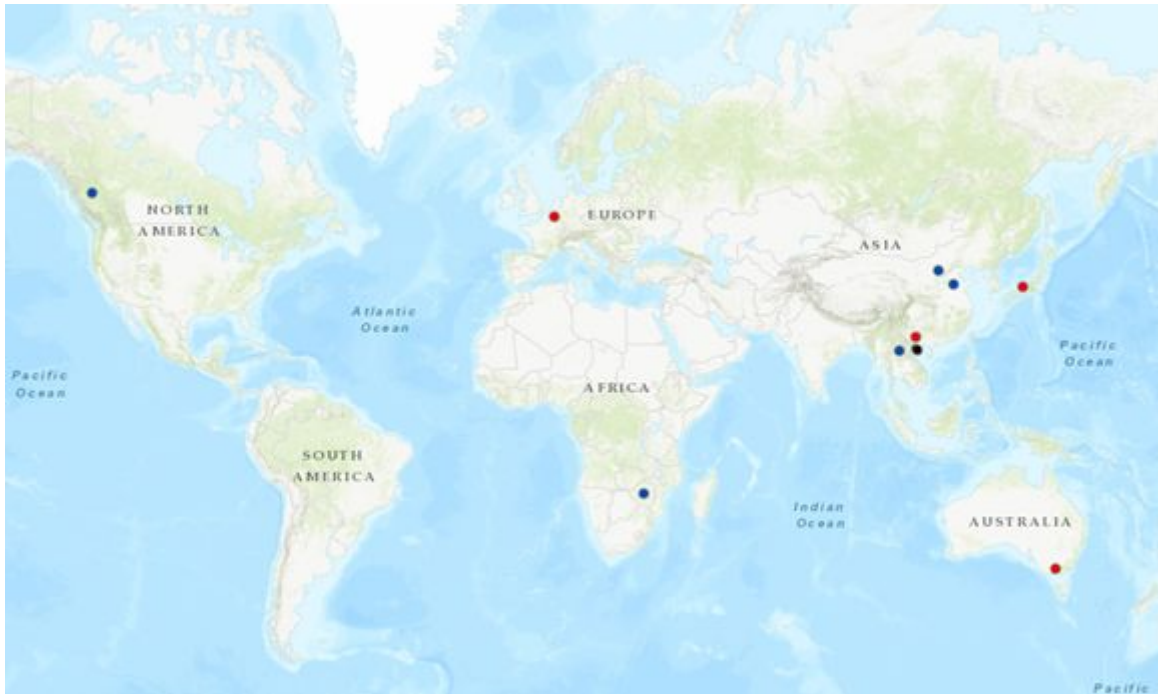 NORTH
AMERICA
EUROPE
ASIA
Atlantic
Ocean
Pacific
Ocean
Pacific
Ocean
AFRICA
SOUTH
AMERICA
Indian
Ocean
AUSTRALIA
Pacific